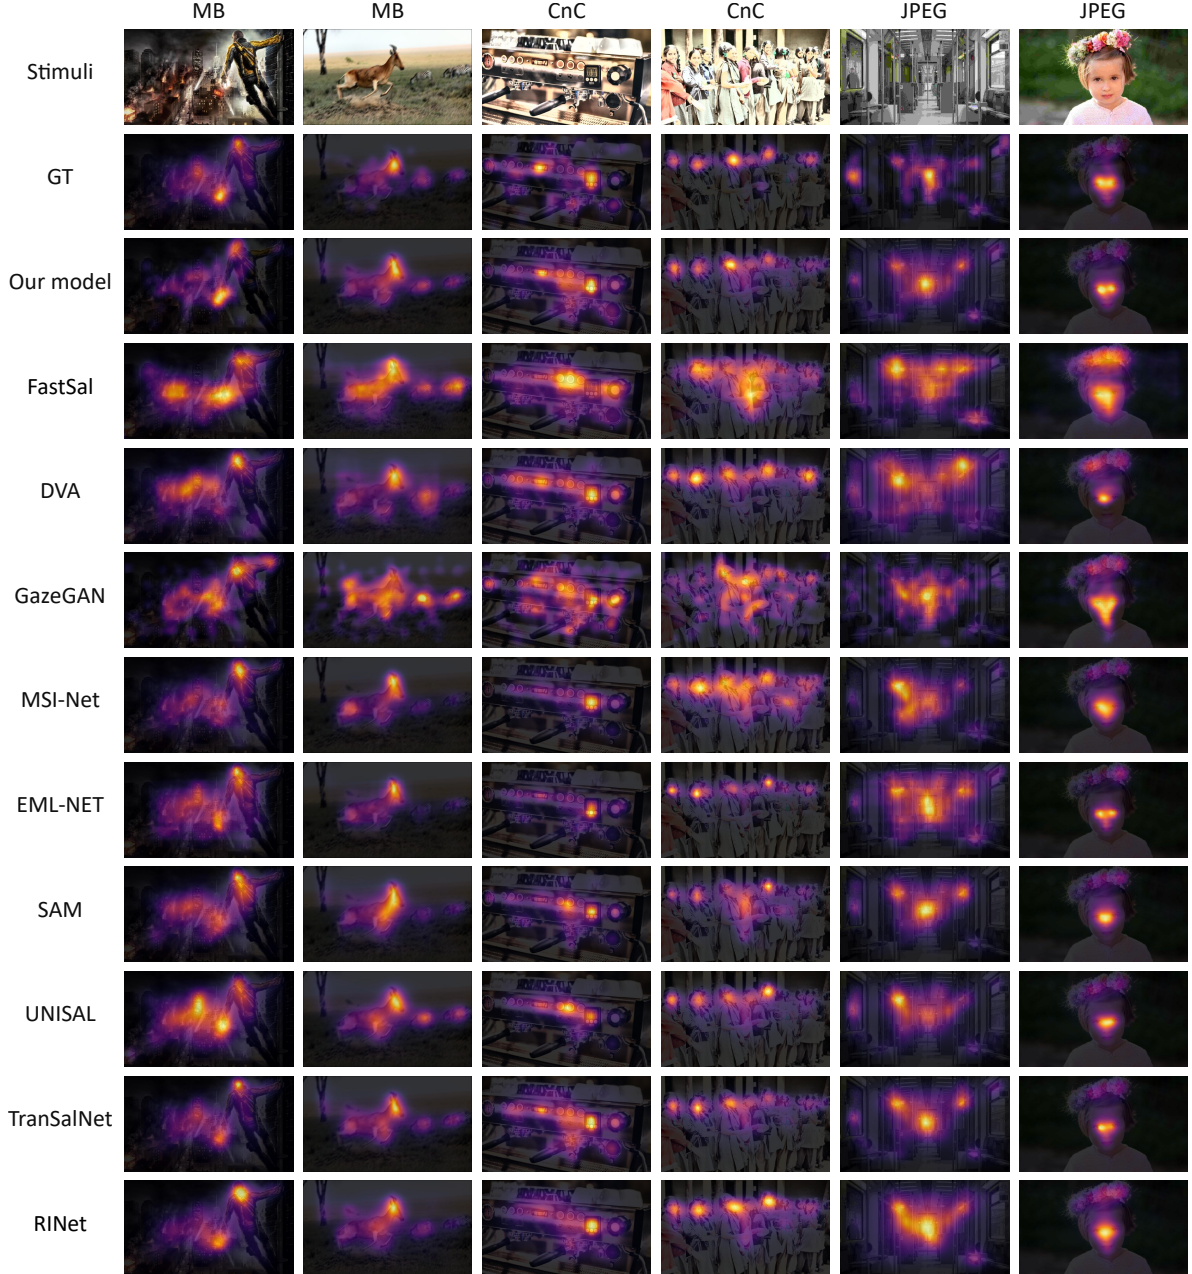 MB MB CnC CnC JPEG JPEG
Stimuli
GT
Our model
FastSal
DVA
GazeGAN
MSI-Net
EML-NET
SAM
UNISAL
TranSalNet
RINet